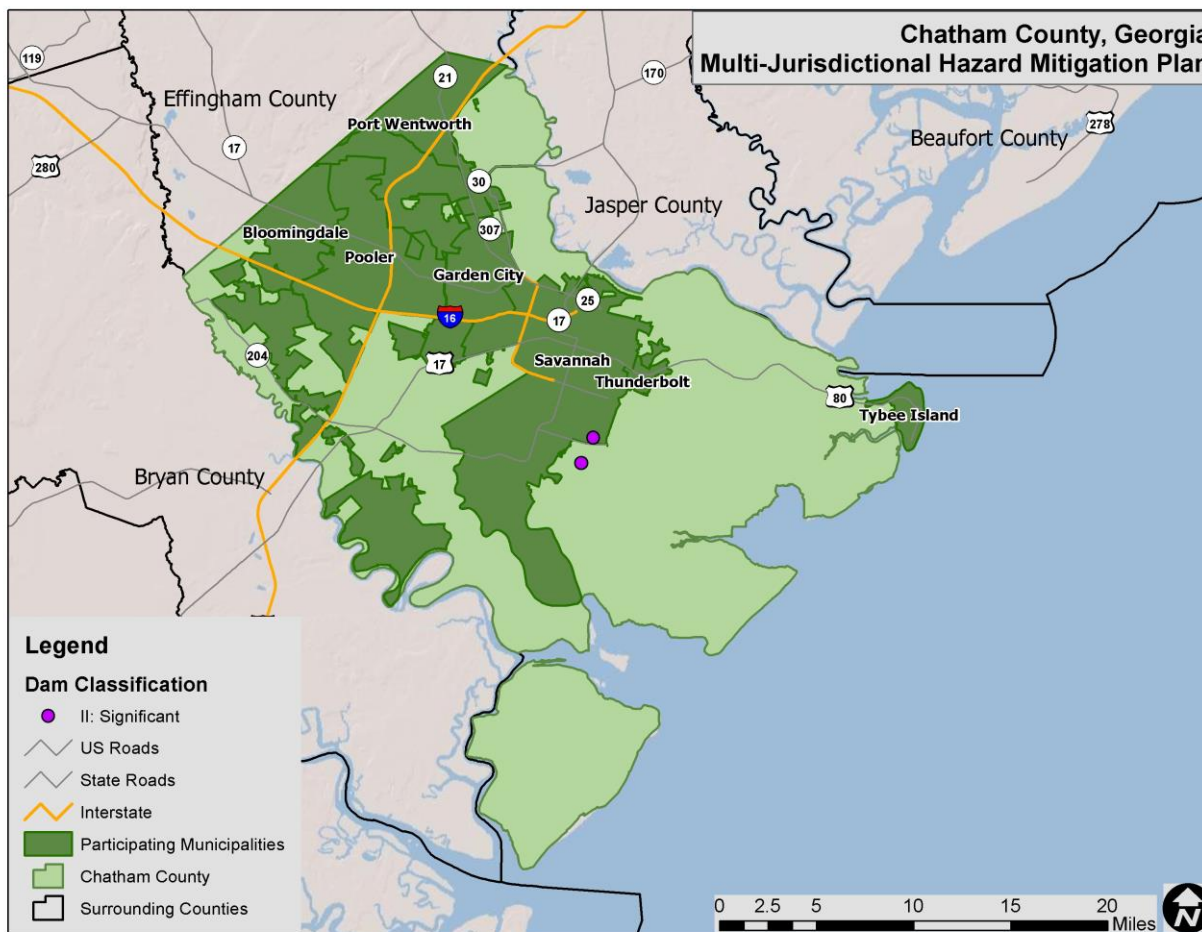 Chatham County, Georgia
Multi-Jurisdictional Hazard Mitigation Plan
119
21
170
Effingham County
278
Port Wentworth
Beaufort County
17
280
30
Jasper County
307
Bloomingdale
Pooler
Garden City
25
16
17
204
17
Savannah
Thunderbolt
80
Tybee Island
Bryan County
Legend
Dam Classification
II: Significant
US Roads
State Roads
Interstate
Participating Municipalities
Chatham County
Surrounding Counties
0 2.5 5 10 15 20
Miles
N